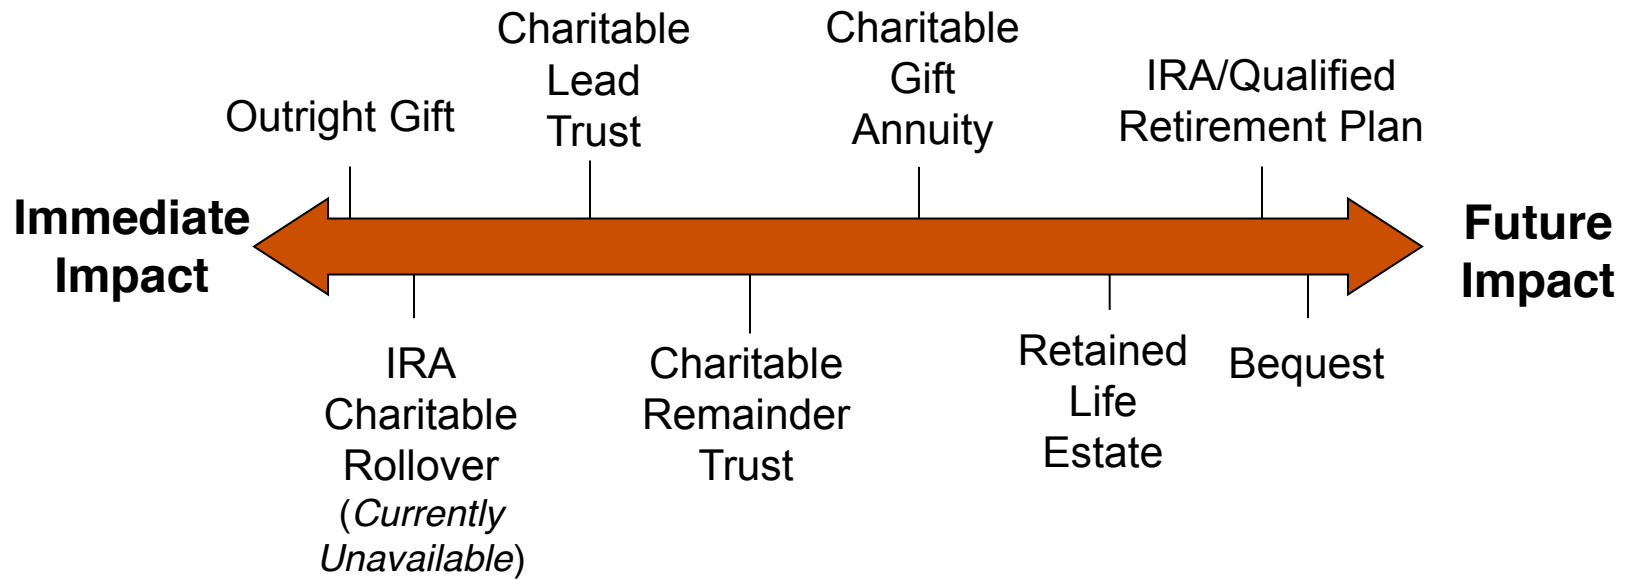 Charitable
Lead
Trust
Charitable
Gift
Annuity
IRA/Qualified
Retirement Plan
Outright Gift
Immediate
Impact
Future
Impact
IRA
Charitable
Rollover
(Currently
Unavailable)
Charitable
Remainder
Trust
Retained
Life
Estate
Bequest